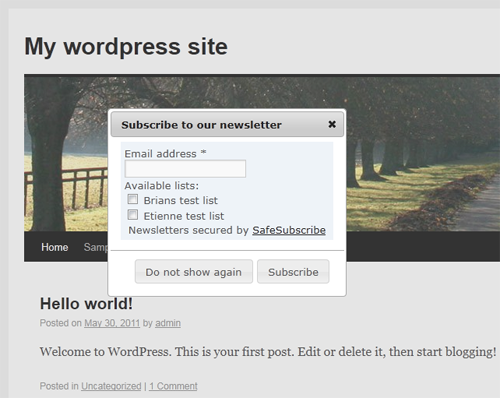 My wordpress site
Subscribe to our newsletter
Email address *
Available lists:
Brians test list
Etienne test list
Newsletters secured by SafeSubscribe
Home
Do not show again Subscribe
Hello world!
Posted on May 30, 2011 by admin
Welcome to WordPress. This is your first post. Edit or delete it, then start blogging!
Posted in Uncategorized | 1 Comment